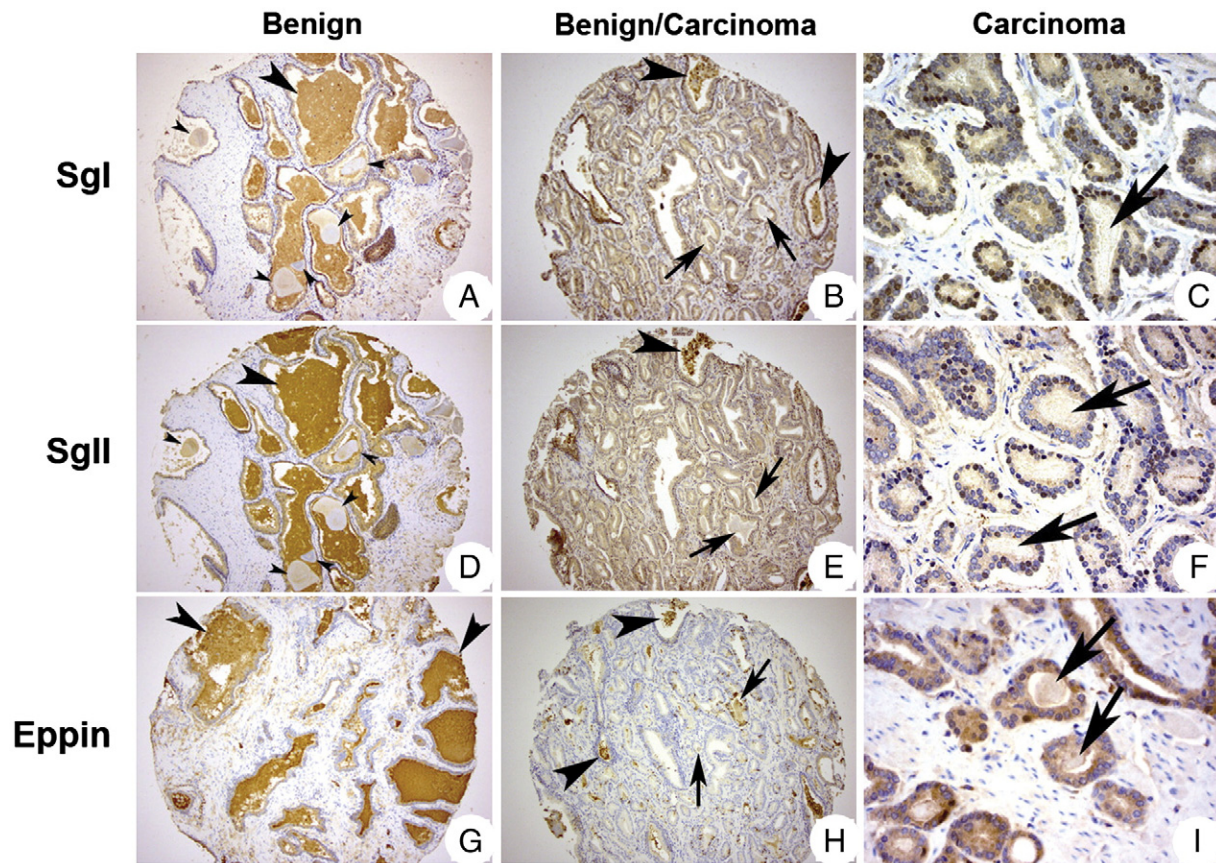 Benign Benign/Carcinoma Carcinoma
SgI
A B C
SgII
D E F
Eppin
G H I